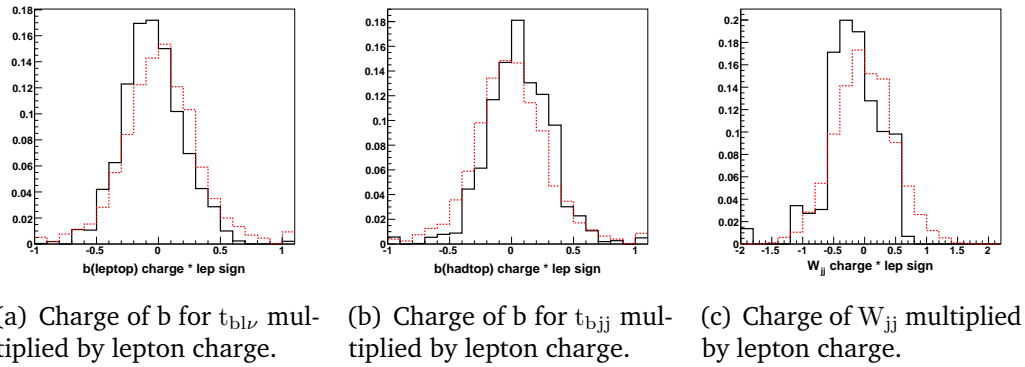 0.18
0.16
0.14
0.12
0.1
0.08
0.06
0.04
0.02
0
-1 -0.5 0 0.5 1
b(leptop) charge * lep sign
0.18
0.16
0.14
0.12
0.1
0.08
0.06
0.04
0.02
0
-1 -0.5 0 0.5 1
b(hadtop) charge * lep sign
0.2
0.18
0.16
0.14
0.12
0.1
0.08
0.06
0.04
0.02
0
-2 -1.5 -1 -0.5 0 0.5 1 1.5 2
W_jj charge * lep sign
(a) Charge of b for t_blν mul-
tiplied by lepton charge.
(b) Charge of b for t_bjj mul-
tiplied by lepton charge.
(c) Charge of W_jj multiplied
by lepton charge.